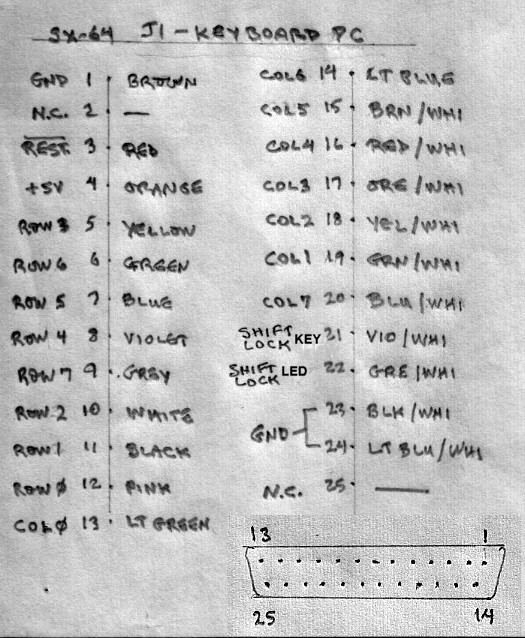 SX-64 J1 - KEYBOARD PC
GND 1 BROWN
N.C. 2 —
REST 3 RED
+5V 4 ORANGE
ROW 3 5 YELLOW
ROW 6 6 GREEN
ROW 5 7 BLUE
ROW 4 8 VIOLET
ROW 7 9 GREY
ROW 2 10 WHITE
ROW 1 11 BLACK
ROW 0 12 PINK
COL 0 13 LT GREEN
COL 6 14 LT BLUE
COL 5 15 BRN/WHI
COL 4 16 RED/WHI
COL 3 17 ORE/WHI
COL 2 18 YEL/WHI
COL 1 19 GRN/WHI
COL 7 20 BLU/WHI
SHIFT LOCK KEY 21 VIO/WHI
SHIFT LOCK LED 22 GRE/WHI
GND 23 BLK/WHI
24 LT BLU/WHI
N.C. 25 —
13 1
25 14